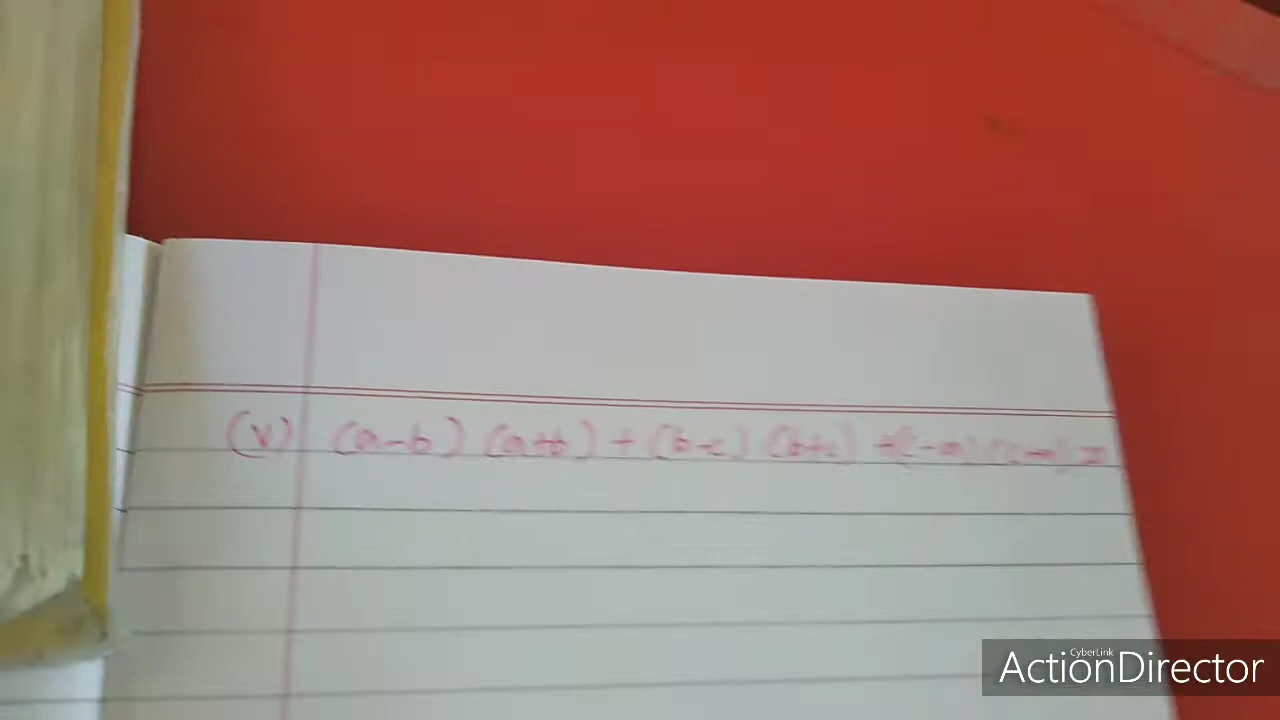 (v) (a-b) (a+b) + (b-c) (b+c) +(c-a) (c+a) =
CyberLink
ActionDirector